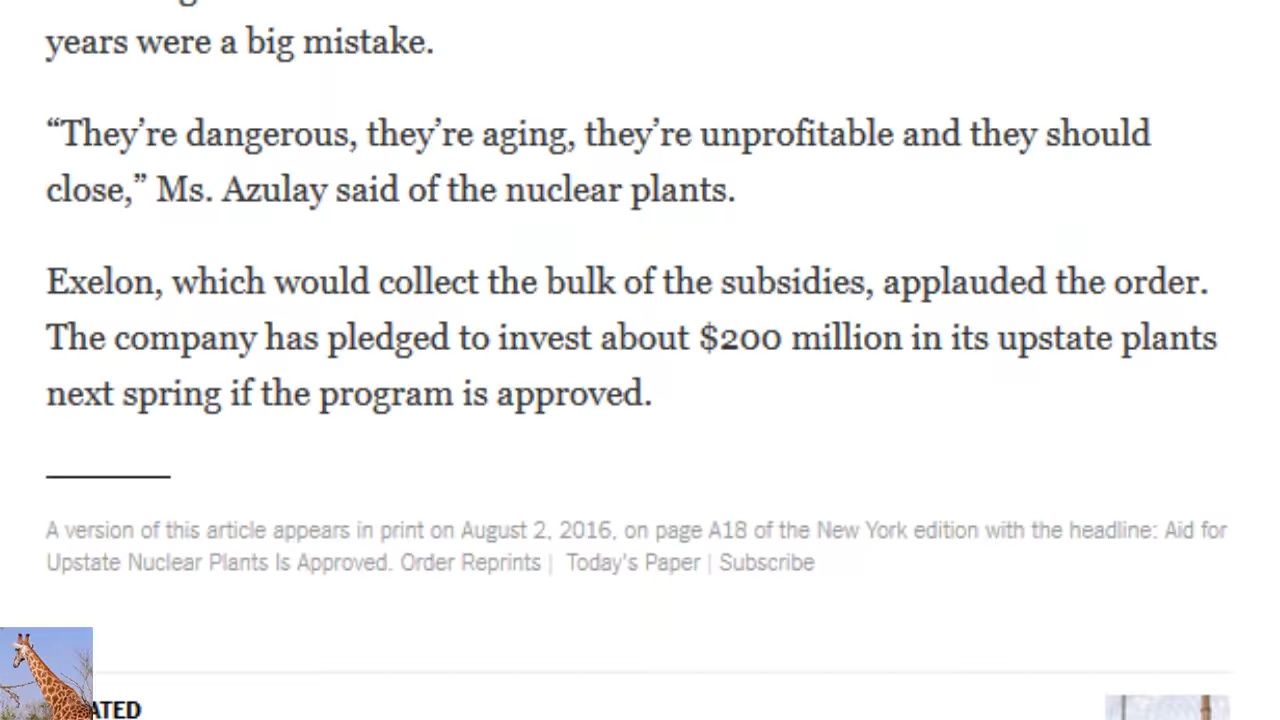 years were a big mistake.
“They’re dangerous, they’re aging, they’re unprofitable and they should
close,” Ms. Azulay said of the nuclear plants.
Exelon, which would collect the bulk of the subsidies, applauded the order.
The company has pledged to invest about $200 million in its upstate plants
next spring if the program is approved.
A version of this article appears in print on August 2, 2016, on page A18 of the New York edition with the headline: Aid for
Upstate Nuclear Plants Is Approved. Order Reprints | Today's Paper | Subscribe
ATED